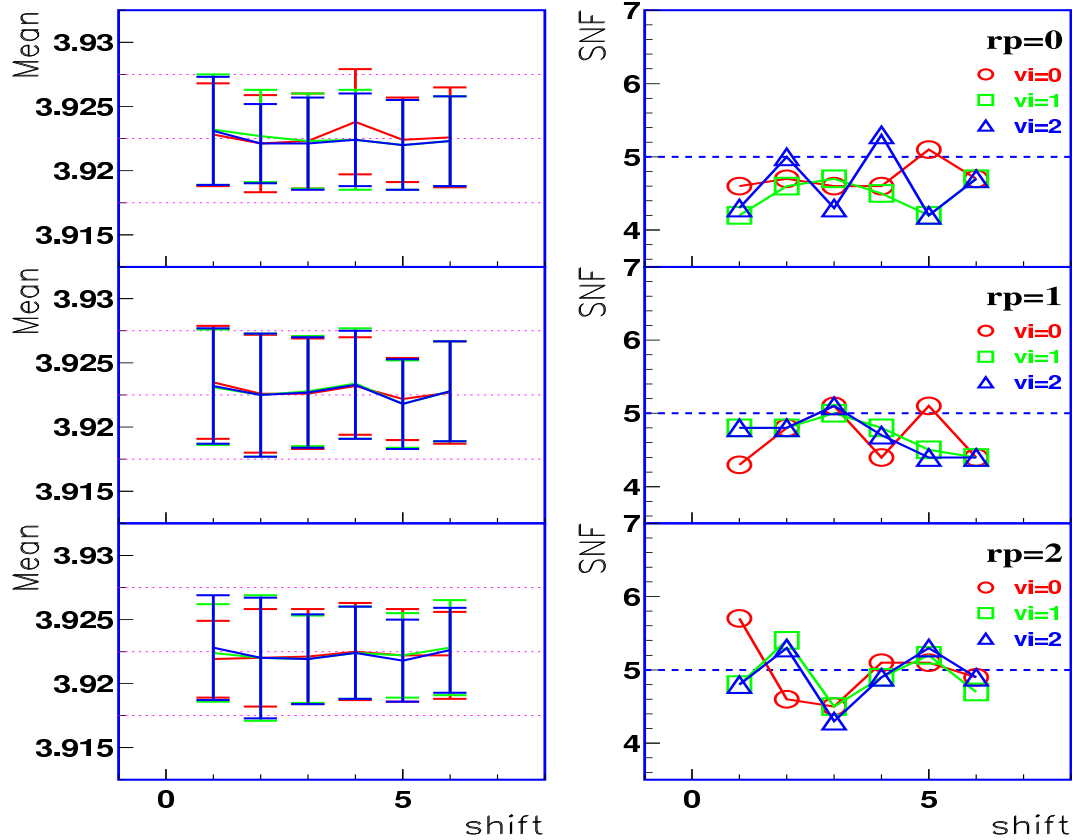 Mean
3.93
3.925
3.92
3.915
SNF
7
6
5
4
rp=0
vi=0
vi=1
vi=2
Mean
3.93
3.925
3.92
3.915
SNF
7
6
5
4
rp=1
vi=0
vi=1
vi=2
Mean
3.93
3.925
3.92
3.915
0
5
shift
SNF
7
6
5
4
rp=2
vi=0
vi=1
vi=2
0
5
shift